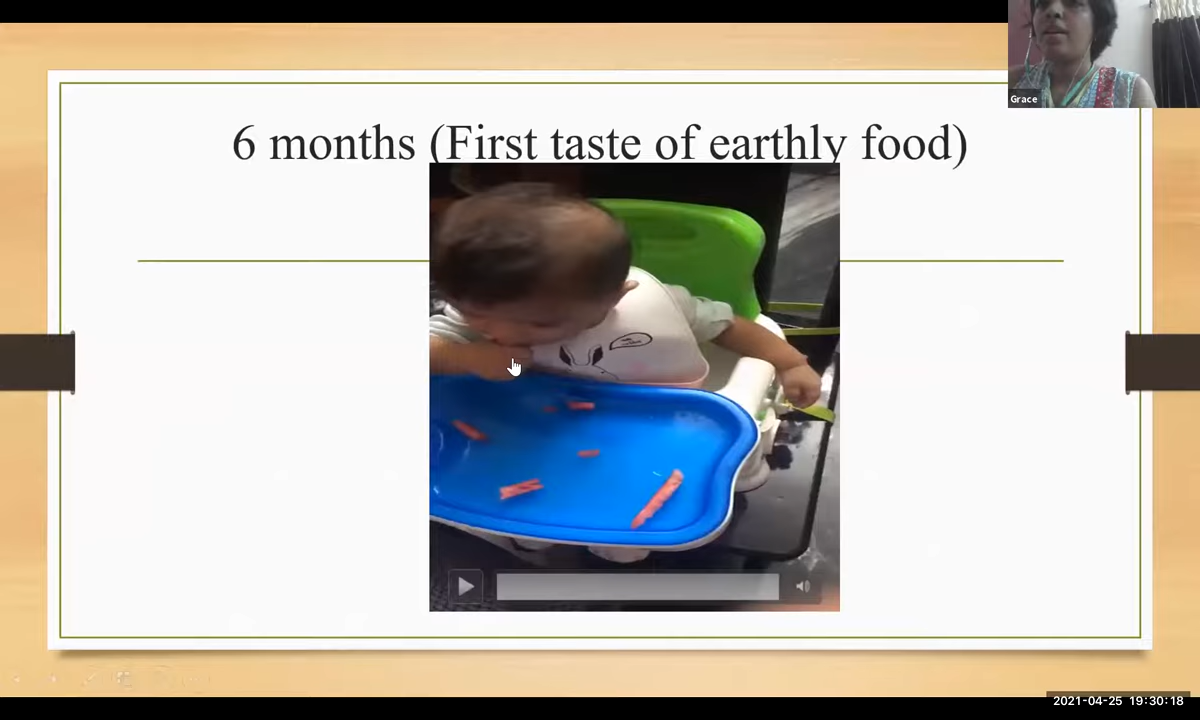 Grace
6 months (First taste of earthly food)
2021-04-25 19:30:18